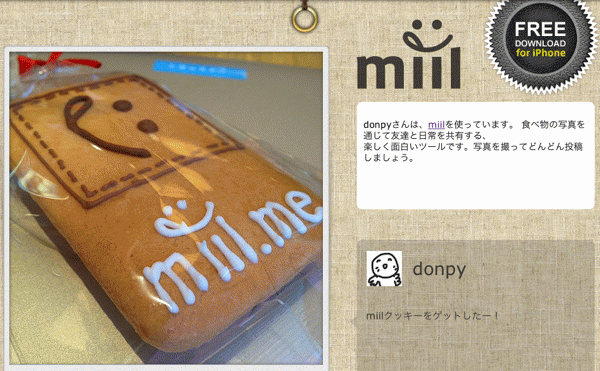 FREE
DOWNLOAD
for iPhone
miil
miil.me
donpyさんは、miilを使っています。 食べ物の写真を
通じて友達と日常を共有する、
楽しく面白いツールです。写真を撮ってどんどん投稿
しましょう。
donpy
miilクッキーをゲットしたー！